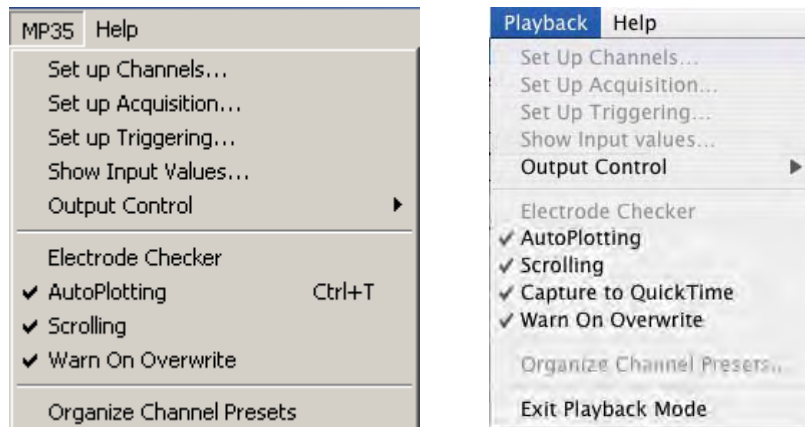 MP35 Help
Set up Channels...
Set up Acquisition...
Set up Triggering...
Show Input Values...
Output Control
Electrode Checker
AutoPlotting Ctrl+T
Scrolling
Warn On Overwrite
Organize Channel Presets
Playback Help
Set Up Channels...
Set Up Acquisition...
Set Up Triggering...
Show Input values...
Output Control
Electrode Checker
AutoPlotting
Scrolling
Capture to QuickTime
Warn On Overwrite
Organize Channel Presets...
Exit Playback Mode